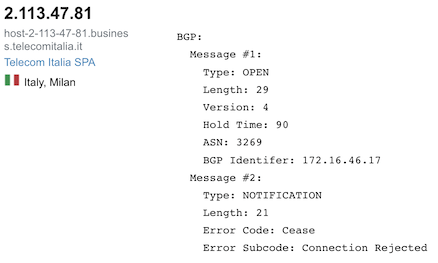 2.113.47.81
host-2-113-47-81.busines
s.telecomitalia.it
Telecom Italia SPA
Italy, Milan
BGP:
Message #1:
Type: OPEN
Length: 29
Version: 4
Hold Time: 90
ASN: 3269
BGP Identifer: 172.16.46.17
Message #2:
Type: NOTIFICATION
Length: 21
Error Code: Cease
Error Subcode: Connection Rejected